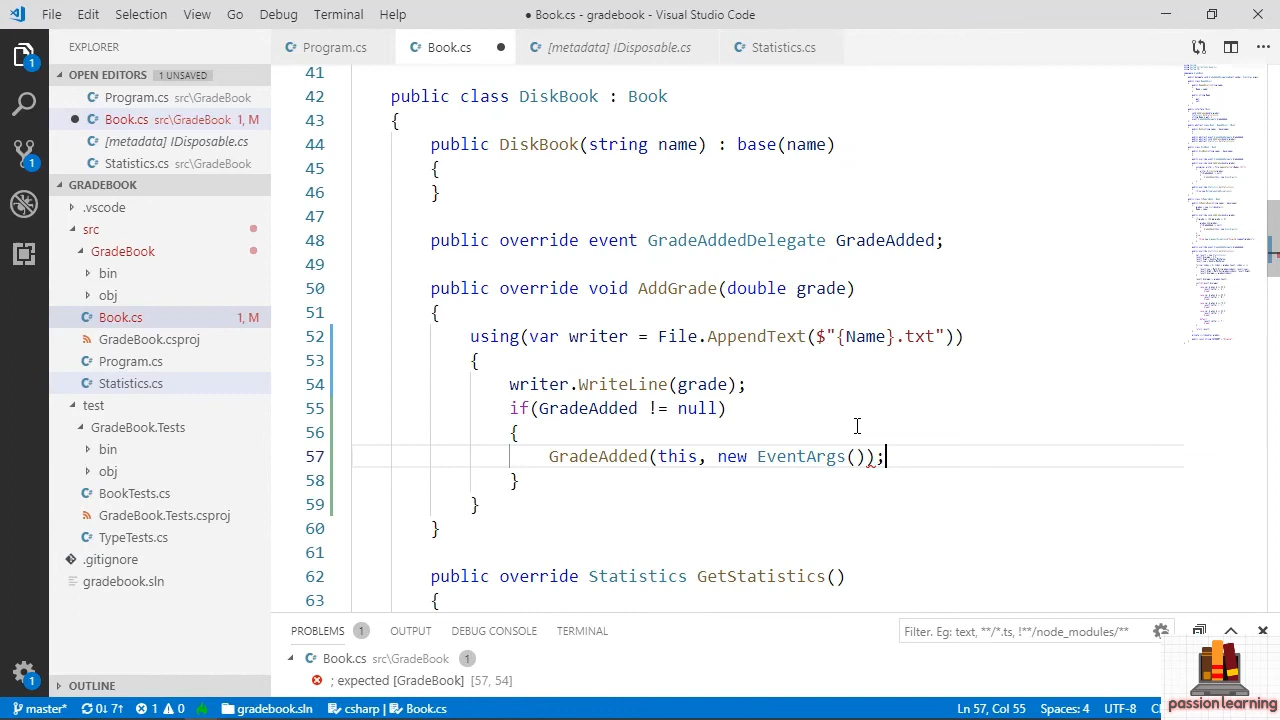 File Edit Selection View Go Debug Terminal Help
● Book.cs - gradebook - Visual Studio Code
EXPLORER
OPEN EDITORS 1 UNSAVED
Program.cs src\GradeBook
Book.cs src\GradeBook 1, M
[metadata] IDisposable.cs
Statistics.cs src\GradeBook
GRADEBOOK
.vscode
src
GradeBook
bin
obj
Book.cs 1, M
GradeBook.csproj
Program.cs
Statistics.cs
test
GradeBook.Tests
bin
obj
BookTests.cs
GradeBook.Tests.csproj
TypeTests.cs
.gitignore
gradebook.sln
OUTLINE
Program.cs
Book.cs
[metadata] IDisposable.cs
Statistics.cs
41
42 public class DiskBook : Book
43 {
44 public DiskBook(string name) : base(name)
48 public override event GradeAddedDelegate GradeAdded;
50 public override void AddGrade(double grade)
51
52 using(var writer = File.AppendText($"{Name}.txt"))
53 {
54 writer.WriteLine(grade);
55 if(GradeAdded != null)
56 {
57 GradeAdded(this, new EventArgs());
58 }
59 }
60 }
61
62 public override Statistics GetStatistics()
63 {
PROBLEMS 1 OUTPUT DEBUG CONSOLE TERMINAL
Filter. Eg: text, **/*.ts, !**/node_modules/**
Book.cs src\GradeBook 1
; expected [GradeBook] [57, 54]
master* 0↓ 7↑ 1 0 gradebook.sln csharp | Book.cs
Ln 57, Col 55 Spaces: 4 UTF-8
passion learning